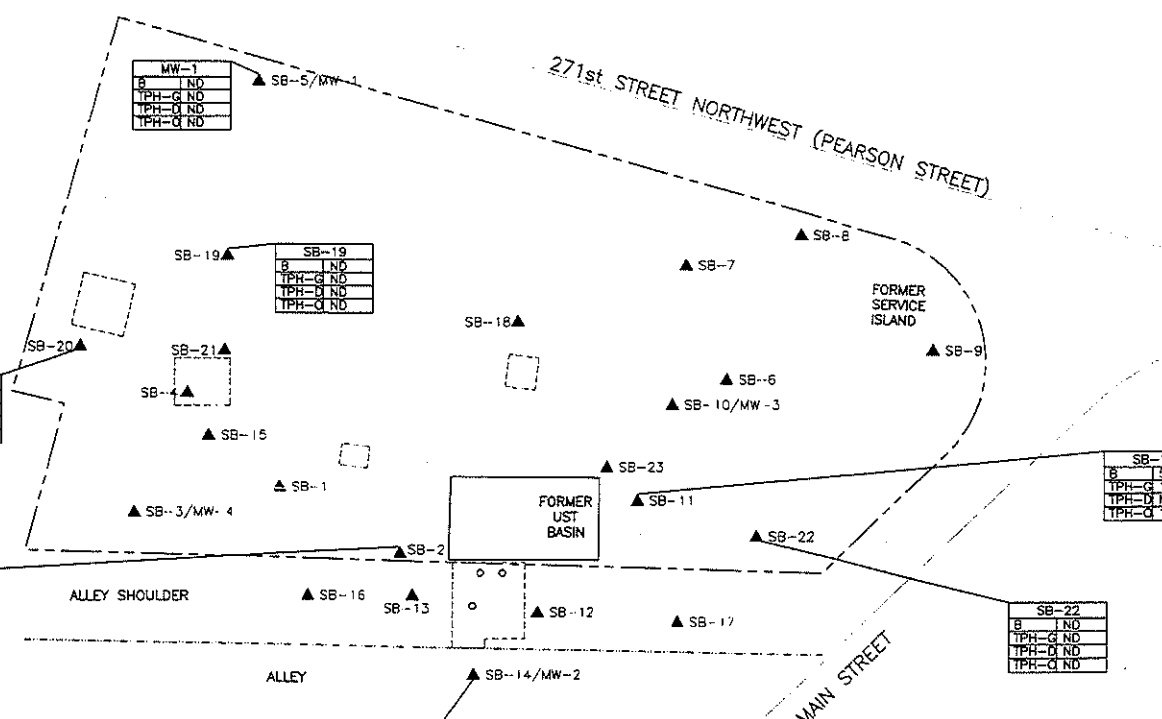 271st STREET NORTHWEST (PEARSON STREET)
MW-1
B ND
TPH-G ND
TPH-D ND
TPH-O ND
SB-5/MW-1
SB-8
SB-19
SB-19
B ND
TPH-G ND
TPH-D ND
TPH-O ND
SB-7
FORMER
SERVICE
ISLAND
SB-18
SB-20
SB-21
SB-9
SB-6
SB-4
SB-10/MW-3
SB-15
SB-23
SB-1
SB-11
SB-
B
TPH-G
TPH-D
TPH-O
FORMER
UST
BASIN
SB-3/MW-4
SB-22
SB-2
ALLEY SHOULDER
SB-16
SB-13
SB-12
SB-17
SB-22
B ND
TPH-G ND
TPH-D ND
TPH-O ND
ALLEY
SB-14/MW-2
MAIN STREET